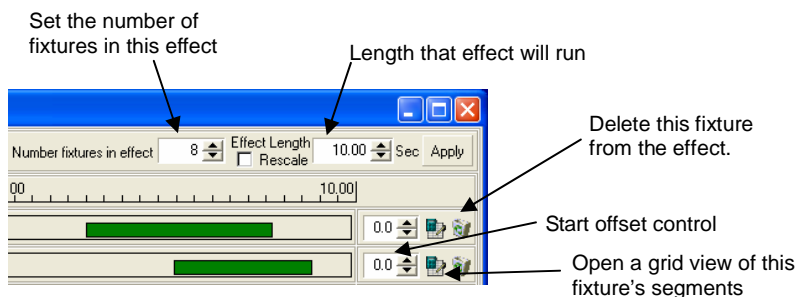 Set the number of
fixtures in this effect
Length that effect will run
Number fixtures in effect 8 Effect Length Rescale 10.00 Sec Apply
00 10.00
Delete this fixture
from the effect.
0.0
Start offset control
0.0
Open a grid view of this
fixture's segments